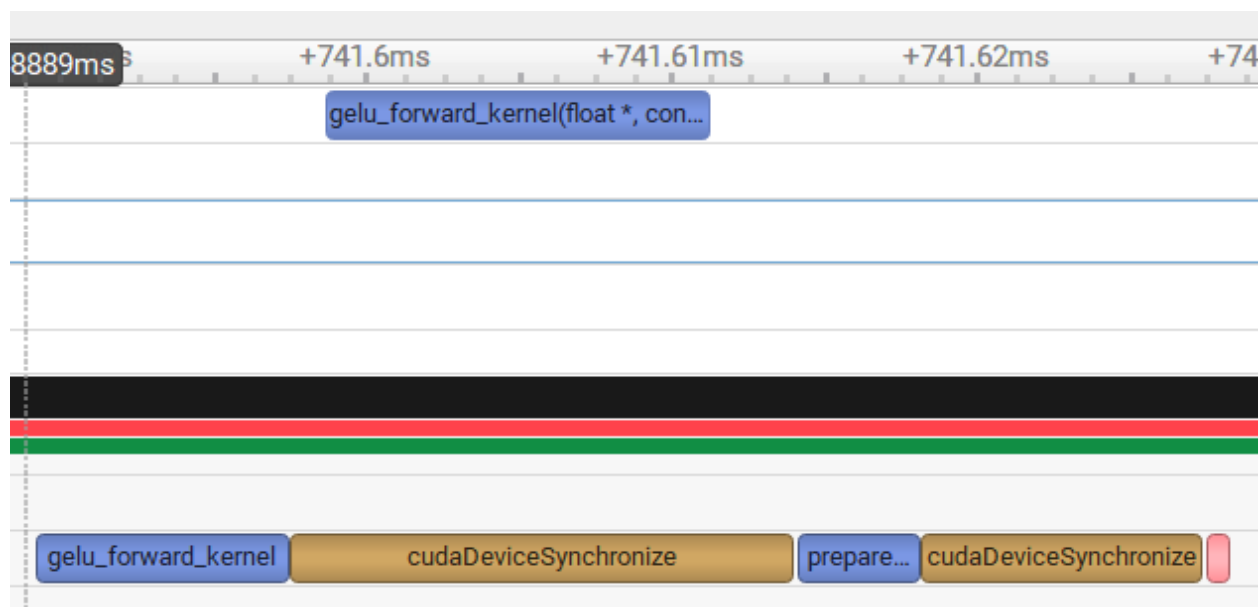 8889ms s +741.6ms +741.61ms +741.62ms +74
gelu_forward_kernel(float *, con...
gelu_forward_kernel cudaDeviceSynchronize prepare... cudaDeviceSynchronize